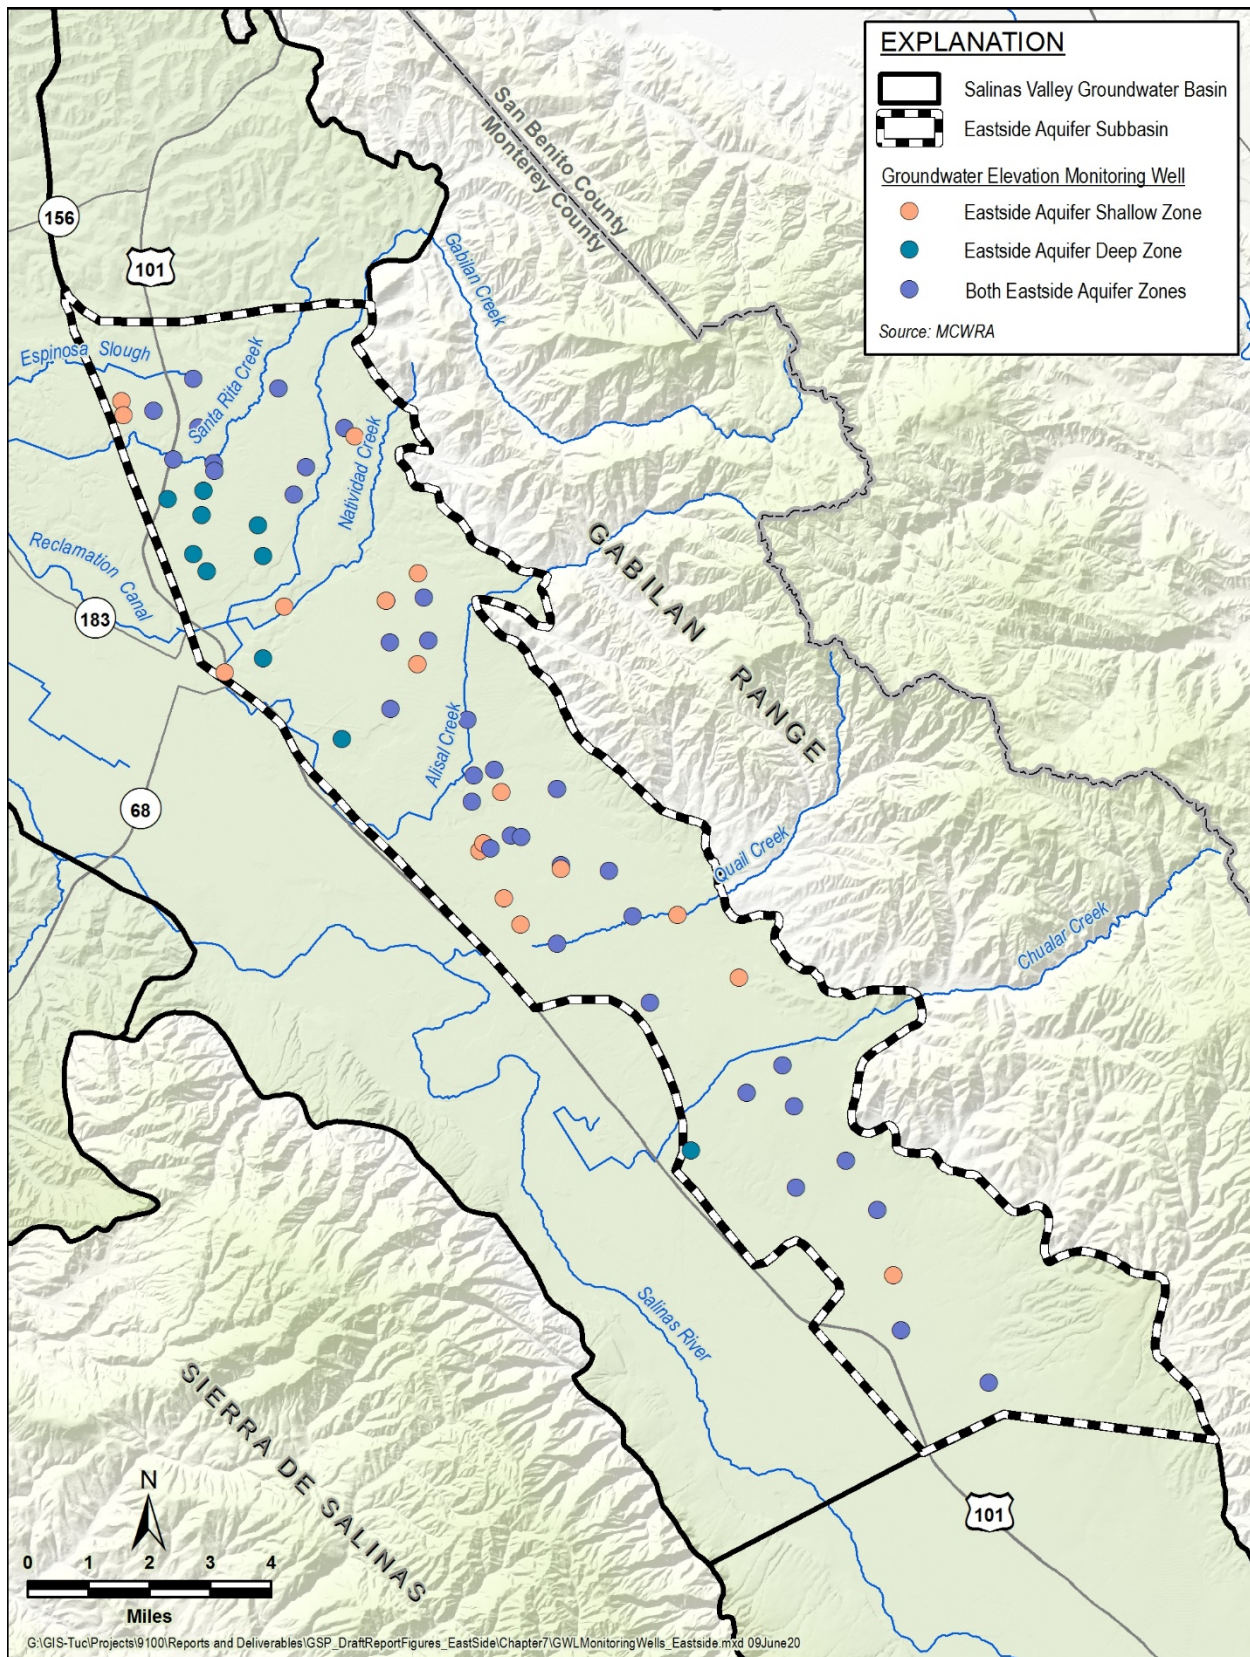 EXPLANATION
Salinas Valley Groundwater Basin
Eastside Aquifer Subbasin
Groundwater Elevation Monitoring Well
Eastside Aquifer Shallow Zone
Eastside Aquifer Deep Zone
Both Eastside Aquifer Zones
Source: MCWRA
San Benito County
Monterey County
156
101
Gabilan Creek
Espinosa Slough
Santa Rita Creek
Natividad Creek
Reclamation Canal
183
GABILAN RANGE
Alisal Creek
68
Quail Creek
Chualar Creek
Salinas River
SIERRA DE SALINAS
101
N
0 1 2 3 4
Miles
G:\GIS-Tuc\Projects\9100\Reports and Deliverables\GSP_DraftReportFigures_EastSide\Chapter7\GWLMonitoringWells_Eastside.mxd 09June20